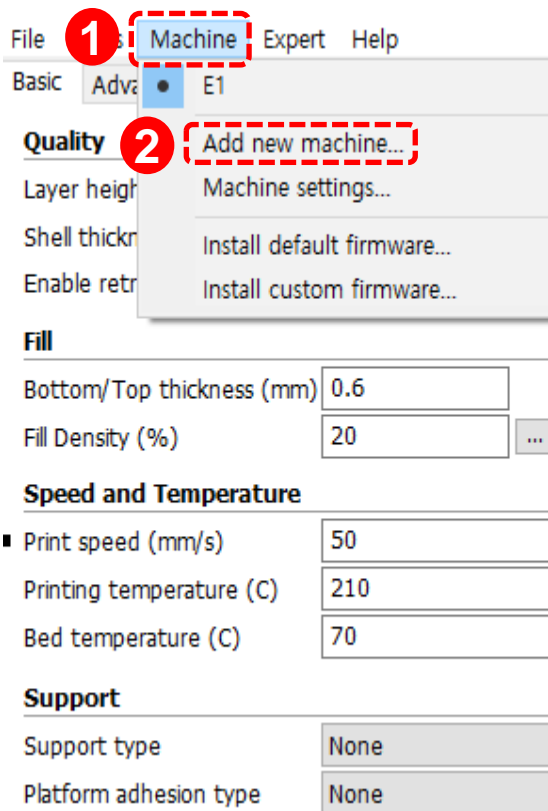 File 1 s Machine Expert Help
Basic Adva E1
Quality 2 Add new machine...
Layer heigh Machine settings...
Shell thickn Install default firmware...
Enable retr Install custom firmware...
Fill
Bottom/Top thickness (mm) 0.6
Fill Density (%) 20 ...
Speed and Temperature
Print speed (mm/s) 50
Printing temperature (C) 210
Bed temperature (C) 70
Support
Support type None
Platform adhesion type None